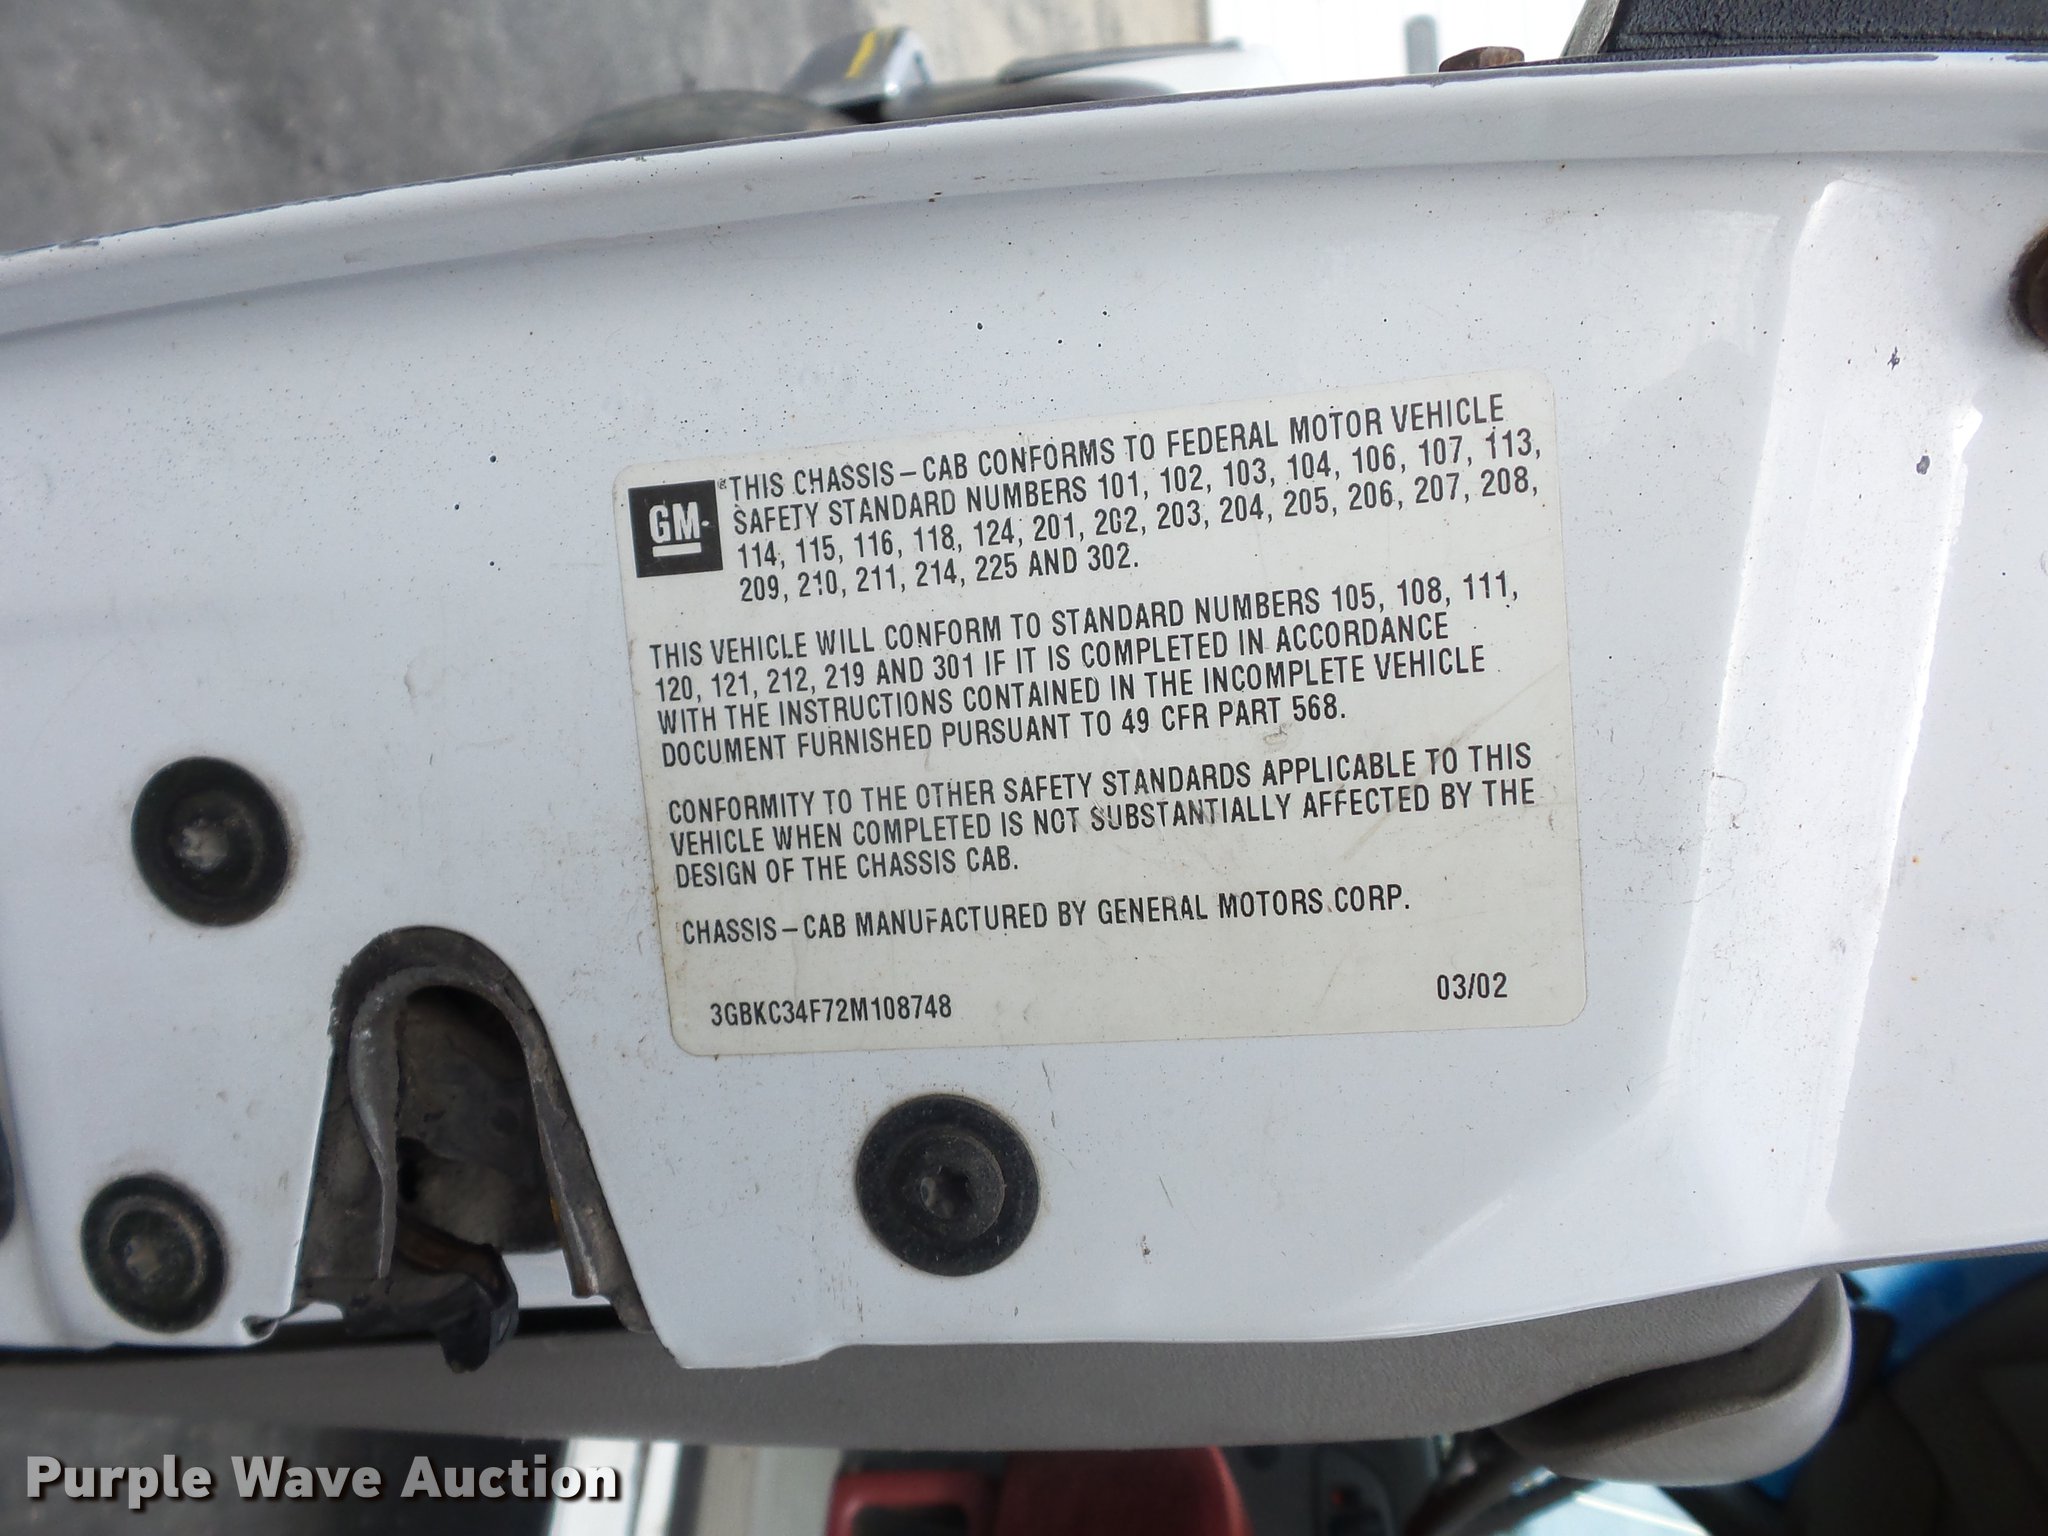 GM
®THIS CHASSIS–CAB CONFORMS TO FEDERAL MOTOR VEHICLE
SAFETY STANDARD NUMBERS 101, 102, 103, 104, 106, 107, 113,
114, 115, 116, 118, 124, 201, 202, 203, 204, 205, 206, 207, 208,
209, 210, 211, 214, 225 AND 302.
THIS VEHICLE WILL CONFORM TO STANDARD NUMBERS 105, 108, 111,
120, 121, 212, 219 AND 301 IF IT IS COMPLETED IN ACCORDANCE
WITH THE INSTRUCTIONS CONTAINED IN THE INCOMPLETE VEHICLE
DOCUMENT FURNISHED PURSUANT TO 49 CFR PART 568.
CONFORMITY TO THE OTHER SAFETY STANDARDS APPLICABLE TO THIS
VEHICLE WHEN COMPLETED IS NOT SUBSTANTIALLY AFFECTED BY THE
DESIGN OF THE CHASSIS CAB.
CHASSIS–CAB MANUFACTURED BY GENERAL MOTORS CORP.
3GBKC34F72M108748 03/02
Purple Wave Auction